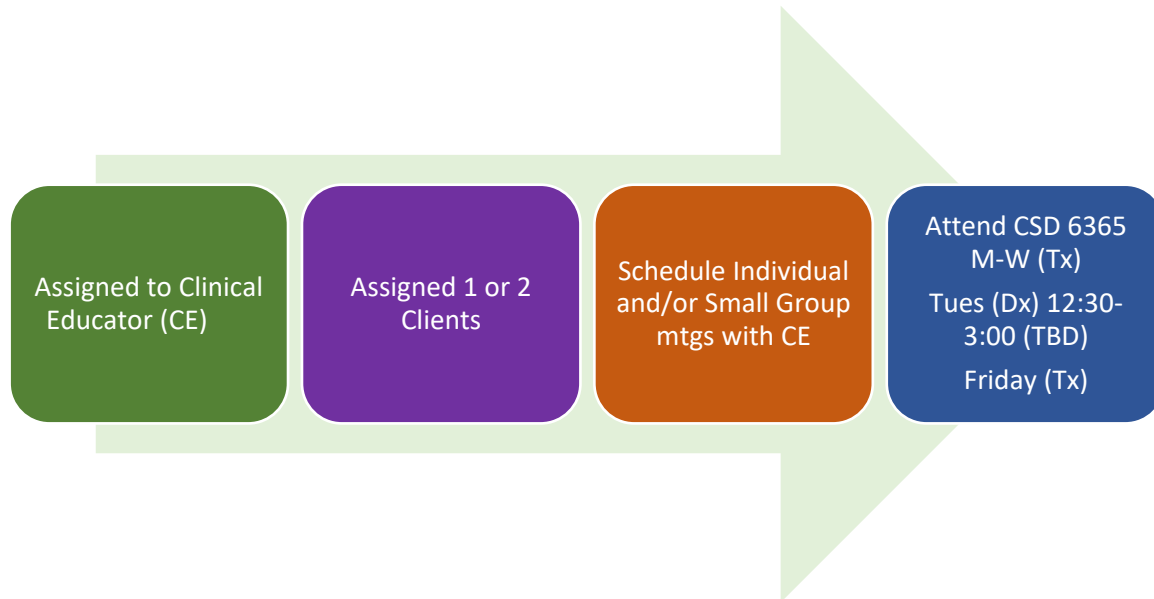 Assigned to Clinical
Educator (CE)
Assigned 1 or 2
Clients
Schedule Individual
and/or Small Group
mtgs with CE
Attend CSD 6365
M-W (Tx)
Tues (Dx) 12:30-
3:00 (TBD)
Friday (Tx)